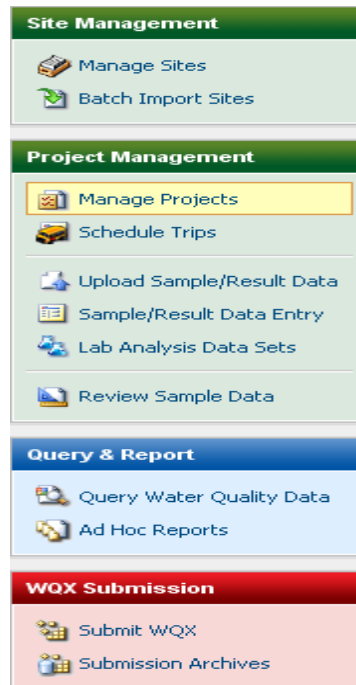 Site Management
Manage Sites
Batch Import Sites
Project Management
Manage Projects
Schedule Trips
Upload Sample/Result Data
Sample/Result Data Entry
Lab Analysis Data Sets
Review Sample Data
Query & Report
Query Water Quality Data
Ad Hoc Reports
WQX Submission
Submit WQX
Submission Archives